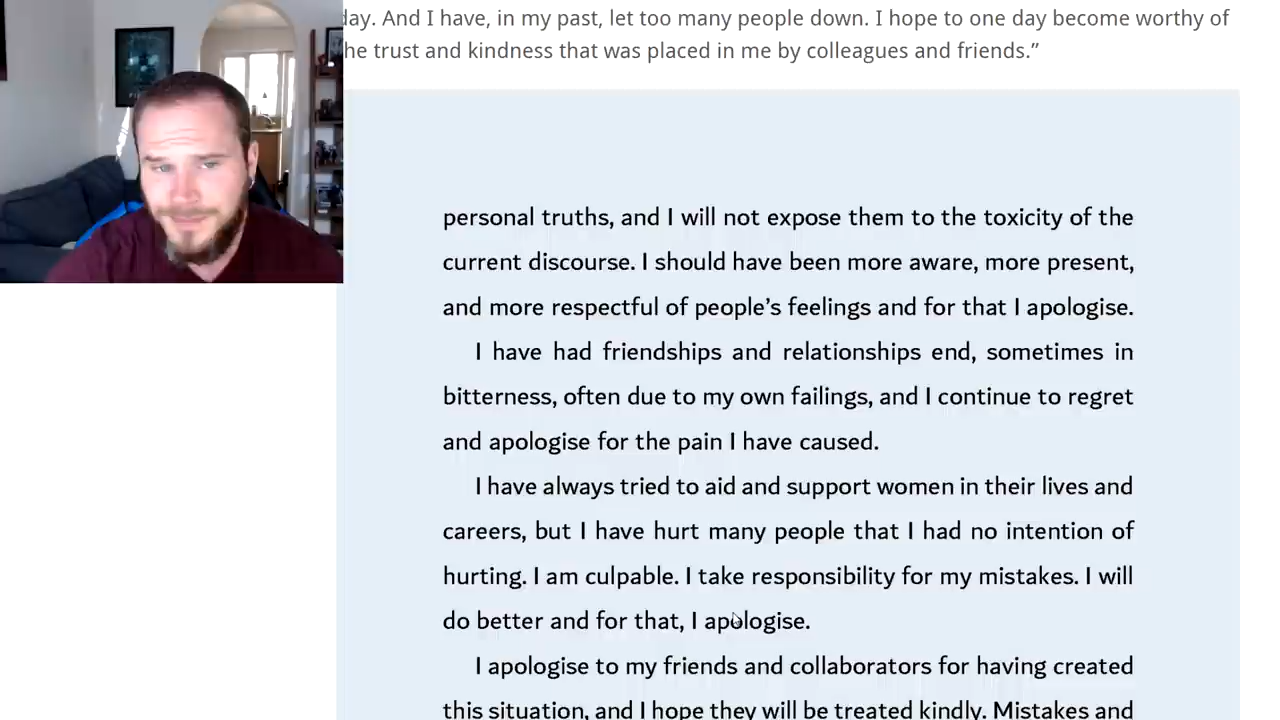 day. And I have, in my past, let too many people down. I hope to one day become worthy of
he trust and kindness that was placed in me by colleagues and friends.”
personal truths, and I will not expose them to the toxicity of the
current discourse. I should have been more aware, more present,
and more respectful of people’s feelings and for that I apologise.
I have had friendships and relationships end, sometimes in
bitterness, often due to my own failings, and I continue to regret
and apologise for the pain I have caused.
I have always tried to aid and support women in their lives and
careers, but I have hurt many people that I had no intention of
hurting. I am culpable. I take responsibility for my mistakes. I will
do better and for that, I apologise.
I apologise to my friends and collaborators for having created
this situation, and I hope they will be treated kindly. Mistakes and